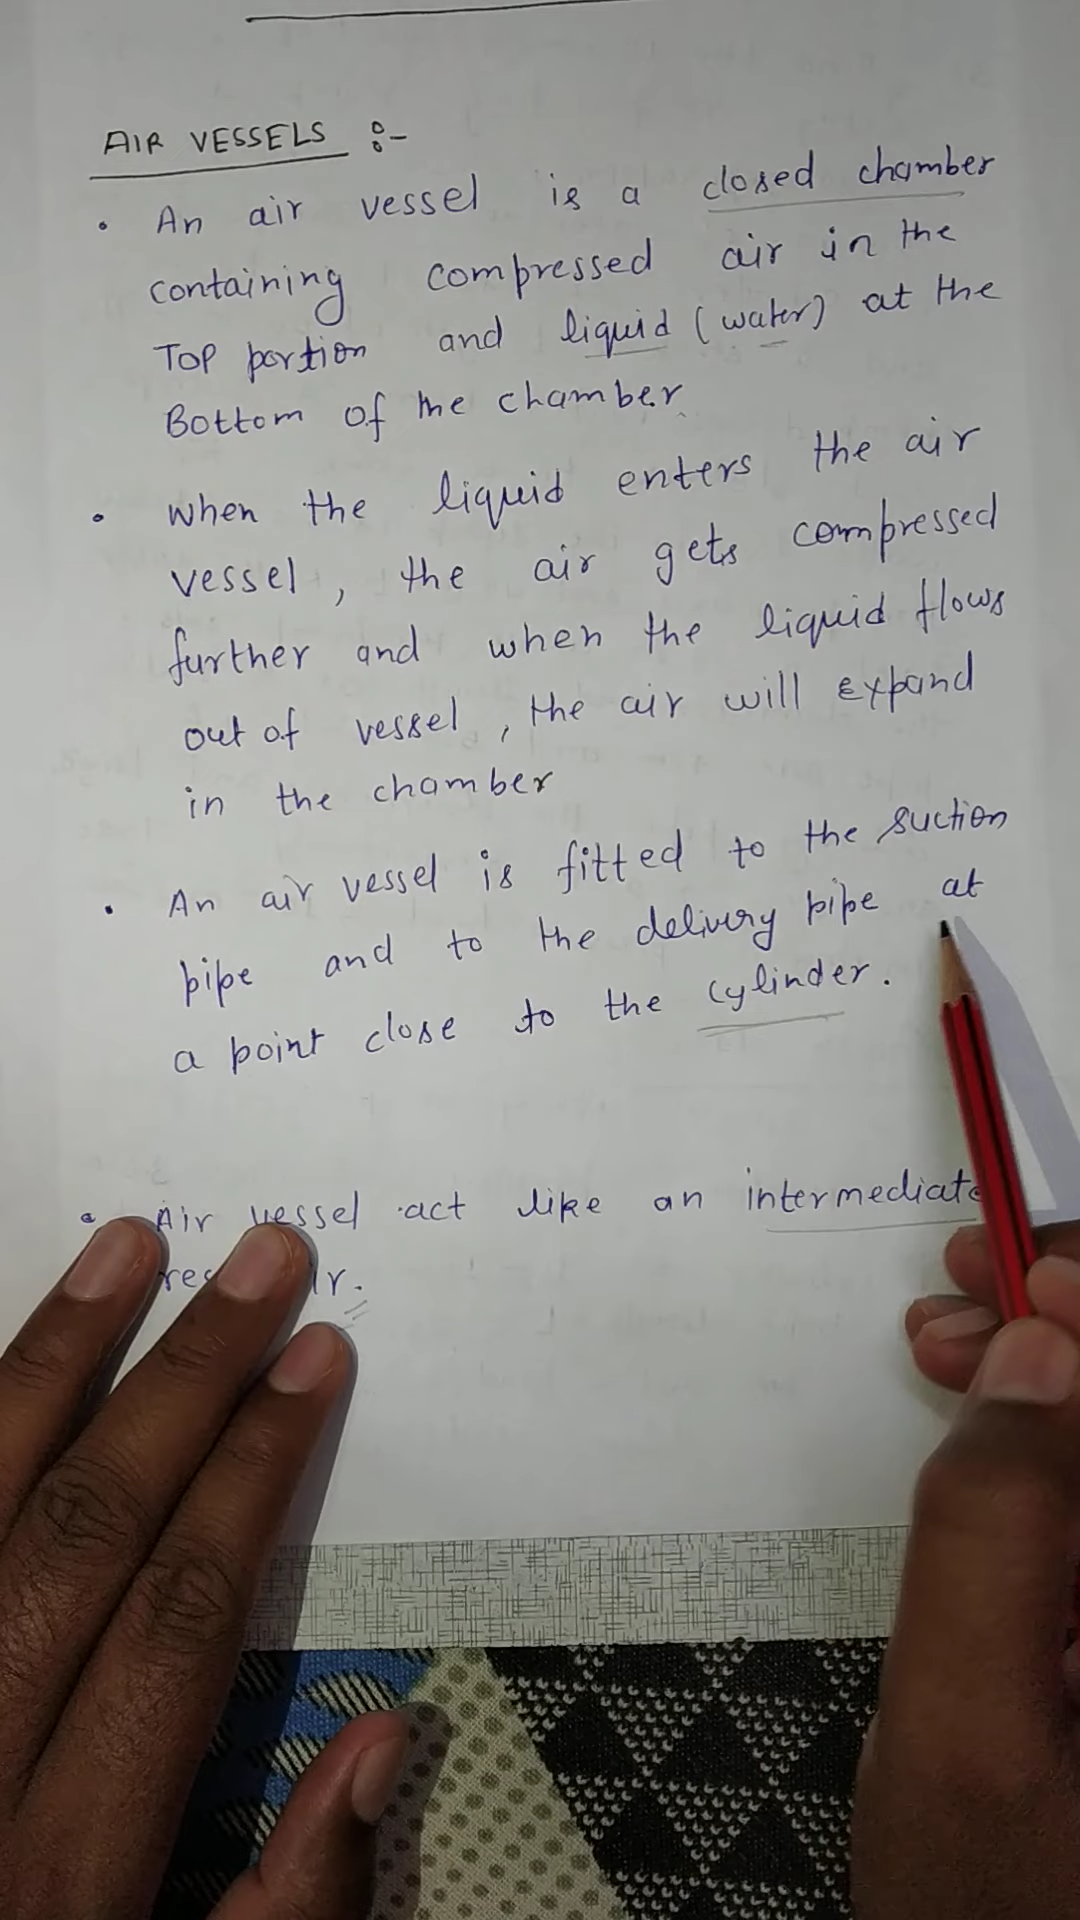 AIR VESSELS :-
• An air vessel is a closed chamber
containing compressed air in the
Top portion and liquid (water) at the
Bottom of the chamber
• when the liquid enters the air
vessel, the air gets compressed
further and when the liquid flows
out of vessel, the air will Expand
in the chamber
• An air vessel is fitted to the suction
pipe and to the delivery pipe at
a point close to the cylinder.
• Air vessel act like an intermediate